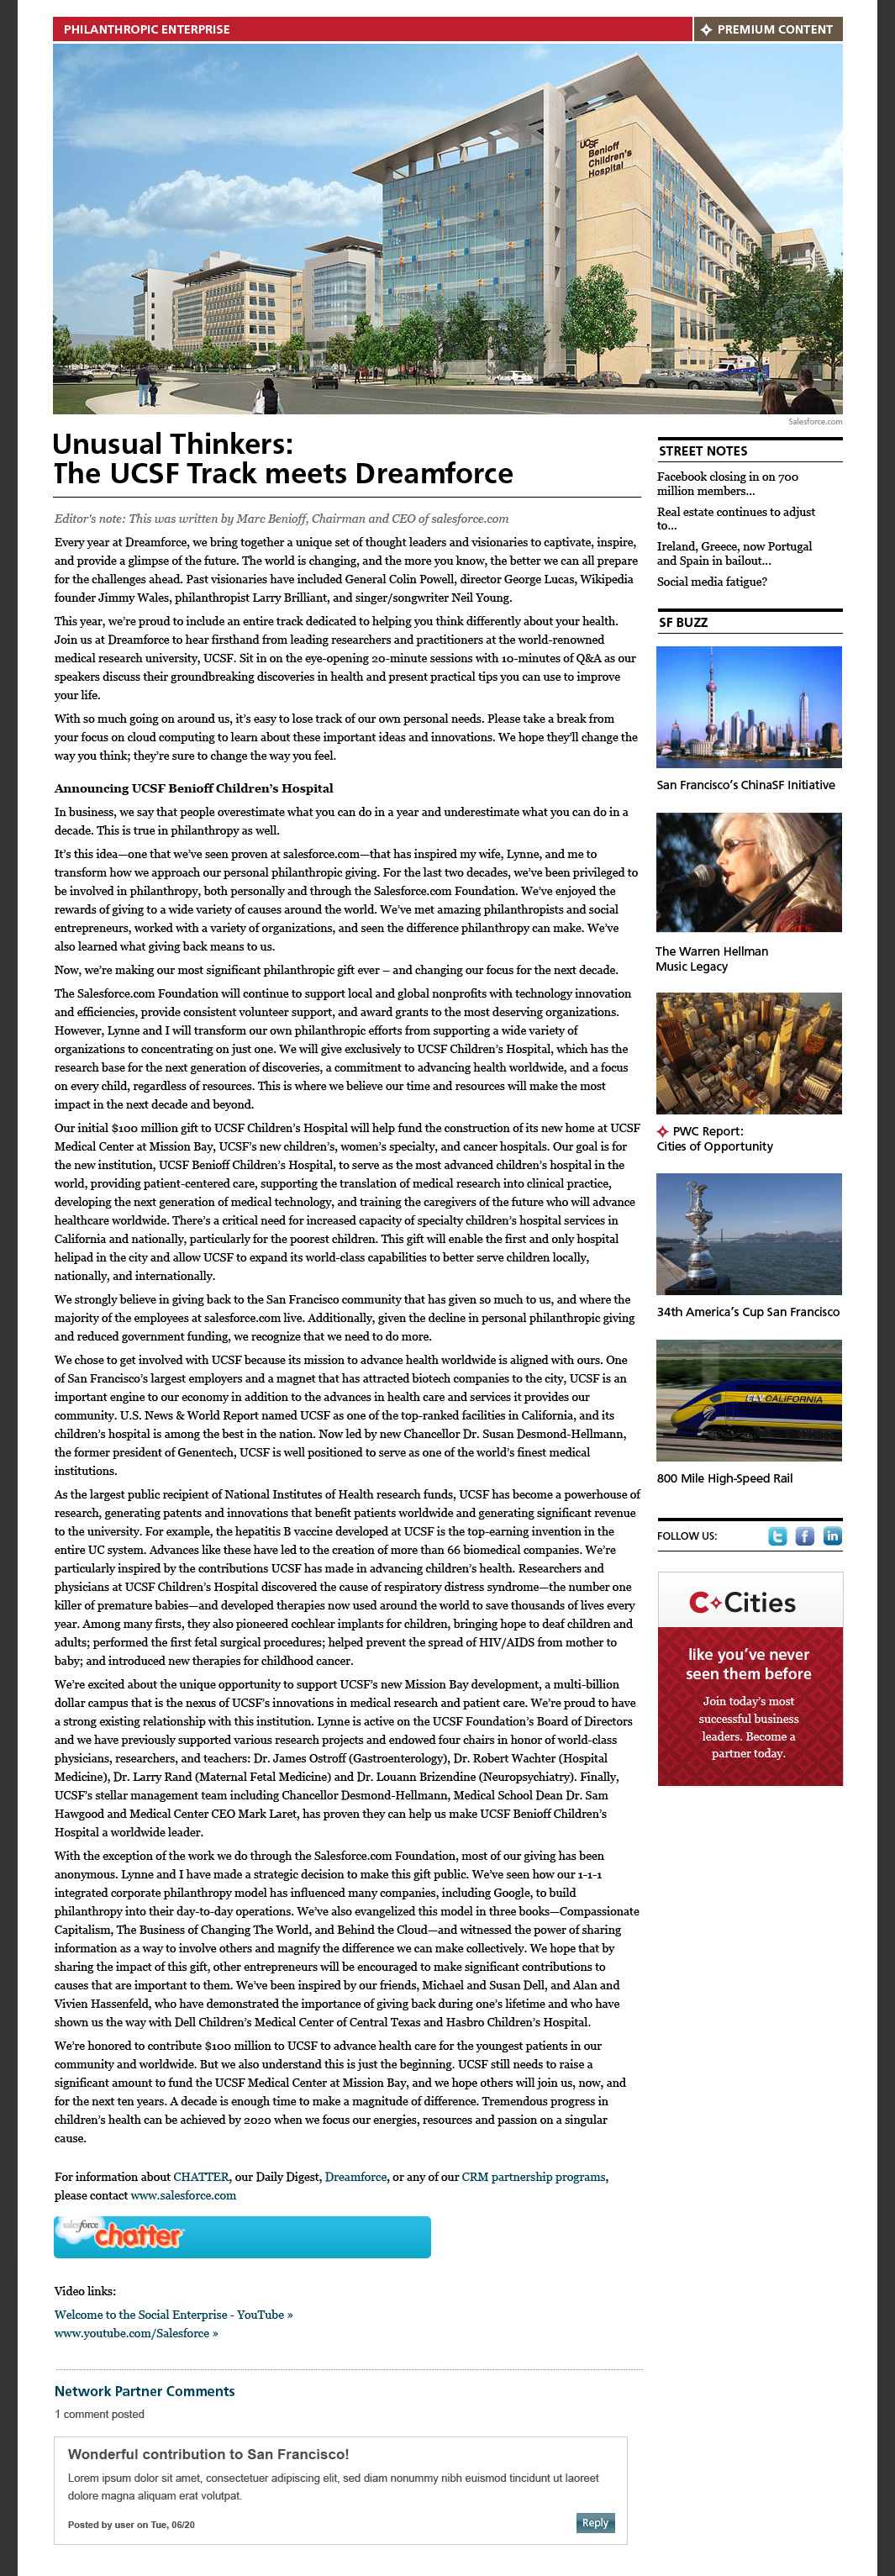 PHILANTHROPIC ENTERPRISE
PREMIUM CONTENT
UCSF
Benioff
Children's
Hospital
Salesforce.com
Unusual Thinkers:
The UCSF Track meets Dreamforce
Editor's note: This was written by Marc Benioff, Chairman and CEO of salesforce.com
Every year at Dreamforce, we bring together a unique set of thought leaders and visionaries to captivate, inspire,
and provide a glimpse of the future. The world is changing, and the more you know, the better we can all prepare
for the challenges ahead. Past visionaries have included General Colin Powell, director George Lucas, Wikipedia
founder Jimmy Wales, philanthropist Larry Brilliant, and singer/songwriter Neil Young.
This year, we're proud to include an entire track dedicated to helping you think differently about your health.
Join us at Dreamforce to hear firsthand from leading researchers and practitioners at the world-renowned
medical research university, UCSF. Sit in on the eye-opening 20-minute sessions with 10-minutes of Q&A as our
speakers discuss their groundbreaking discoveries in health and present practical tips you can use to improve
your life.
With so much going on around us, it's easy to lose track of our own personal needs. Please take a break from
your focus on cloud computing to learn about these important ideas and innovations. We hope they'll change the
way you think; they're sure to change the way you feel.
Announcing UCSF Benioff Children's Hospital
In business, we say that people overestimate what you can do in a year and underestimate what you can do in a
decade. This is true in philanthropy as well.
It's this idea—one that we've seen proven at salesforce.com—that has inspired my wife, Lynne, and me to
transform how we approach our personal philanthropic giving. For the last two decades, we've been privileged to
be involved in philanthropy, both personally and through the Salesforce.com Foundation. We've enjoyed the
rewards of giving to a wide variety of causes around the world. We've met amazing philanthropists and social
entrepreneurs, worked with a variety of organizations, and seen the difference philanthropy can make. We've
also learned what giving back means to us.
Now, we're making our most significant philanthropic gift ever – and changing our focus for the next decade.
The Salesforce.com Foundation will continue to support local and global nonprofits with technology innovation
and efficiencies, provide consistent volunteer support, and award grants to the most deserving organizations.
However, Lynne and I will transform our own philanthropic efforts from supporting a wide variety of
organizations to concentrating on just one. We will give exclusively to UCSF Children's Hospital, which has the
research base for the next generation of discoveries, a commitment to advancing health worldwide, and a focus
on every child, regardless of resources. This is where we believe our time and resources will make the most
impact in the next decade and beyond.
Our initial $100 million gift to UCSF Children's Hospital will help fund the construction of its new home at UCSF
Medical Center at Mission Bay, UCSF's new children's, women's specialty, and cancer hospitals. Our goal is for
the new institution, UCSF Benioff Children's Hospital, to serve as the most advanced children's hospital in the
world, providing patient-centered care, supporting the translation of medical research into clinical practice,
developing the next generation of medical technology, and training the caregivers of the future who will advance
healthcare worldwide. There's a critical need for increased capacity of specialty children's hospital services in
California and nationally, particularly for the poorest children. This gift will enable the first and only hospital
helipad in the city and allow UCSF to expand its world-class capabilities to better serve children locally,
nationally, and internationally.
We strongly believe in giving back to the San Francisco community that has given so much to us, and where the
majority of the employees at salesforce.com live. Additionally, given the decline in personal philanthropic giving
and reduced government funding, we recognize that we need to do more.
We chose to get involved with UCSF because its mission to advance health worldwide is aligned with ours. One
of San Francisco's largest employers and a magnet that has attracted biotech companies to the city, UCSF is an
important engine to our economy in addition to the advances in health care and services it provides our
community. U.S. News & World Report named UCSF as one of the top-ranked facilities in California, and its
children's hospital is among the best in the nation. Now led by new Chancellor Dr. Susan Desmond-Hellmann,
the former president of Genentech, UCSF is well positioned to serve as one of the world's finest medical
institutions.
As the largest public recipient of National Institutes of Health research funds, UCSF has become a powerhouse of
research, generating patents and innovations that benefit patients worldwide and generating significant revenue
to the university. For example, the hepatitis B vaccine developed at UCSF is the top-earning invention in the
entire UC system. Advances like these have led to the creation of more than 66 biomedical companies. We're
particularly inspired by the contributions UCSF has made in advancing children's health. Researchers and
physicians at UCSF Children's Hospital discovered the cause of respiratory distress syndrome—the number one
killer of premature babies—and developed therapies now used around the world to save thousands of lives every
year. Among many firsts, they also pioneered cochlear implants for children, bringing hope to deaf children and
adults; performed the first fetal surgical procedures; helped prevent the spread of HIV/AIDS from mother to
baby; and introduced new therapies for childhood cancer.
We're excited about the unique opportunity to support UCSF's new Mission Bay development, a multi-billion
dollar campus that is the nexus of UCSF's innovations in medical research and patient care. We're proud to have
a strong existing relationship with this institution. Lynne is active on the UCSF Foundation's Board of Directors
and we have previously supported various research projects and endowed four chairs in honor of world-class
physicians, researchers, and teachers: Dr. James Ostroff (Gastroenterology), Dr. Robert Wachter (Hospital
Medicine), Dr. Larry Rand (Maternal Fetal Medicine) and Dr. Louann Brizendine (Neuropsychiatry). Finally,
UCSF's stellar management team including Chancellor Desmond-Hellmann, Medical School Dean Dr. Sam
Hawgood and Medical Center CEO Mark Laret, has proven they can help us make UCSF Benioff Children's
Hospital a worldwide leader.
With the exception of the work we do through the Salesforce.com Foundation, most of our giving has been
anonymous. Lynne and I have made a strategic decision to make this gift public. We've seen how our 1-1-1
integrated corporate philanthropy model has influenced many companies, including Google, to build
philanthropy into their day-to-day operations. We've also evangelized this model in three books—Compassionate
Capitalism, The Business of Changing The World, and Behind the Cloud—and witnessed the power of sharing
information as a way to involve others and magnify the difference we can make collectively. We hope that by
sharing the impact of this gift, other entrepreneurs will be encouraged to make significant contributions to
causes that are important to them. We've been inspired by our friends, Michael and Susan Dell, and Alan and
Vivien Hassenfeld, who have demonstrated the importance of giving back during one's lifetime and who have
shown us the way with Dell Children's Medical Center of Central Texas and Hasbro Children's Hospital.
We're honored to contribute $100 million to UCSF to advance health care for the youngest patients in our
community and worldwide. But we also understand this is just the beginning. UCSF still needs to raise a
significant amount to fund the UCSF Medical Center at Mission Bay, and we hope others will join us, now, and
for the next ten years. A decade is enough time to make a magnitude of difference. Tremendous progress in
children's health can be achieved by 2020 when we focus our energies, resources and passion on a singular
cause.
For information about CHATTER, our Daily Digest, Dreamforce, or any of our CRM partnership programs,
please contact www.salesforce.com
salesforce
chatter
Video links:
Welcome to the Social Enterprise - YouTube »
www.youtube.com/Salesforce »
Network Partner Comments
1 comment posted
Wonderful contribution to San Francisco!
Lorem ipsum dolor sit amet, consectetuer adipiscing elit, sed diam nonummy nibh euismod tincidunt ut laoreet
dolore magna aliquam erat volutpat.
Posted by user on Tue, 06/20
Reply
STREET NOTES
Facebook closing in on 700
million members...
Real estate continues to adjust
to...
Ireland, Greece, now Portugal
and Spain in bailout...
Social media fatigue?
SF BUZZ
San Francisco's ChinaSF Initiative
The Warren Hellman
Music Legacy
PWC Report:
Cities of Opportunity
34th America's Cup San Francisco
FLY CALIFORNIA
800 Mile High-Speed Rail
FOLLOW US:
t
f
in
C Cities
like you've never
seen them before
Join today's most
successful business
leaders. Become a
partner today.